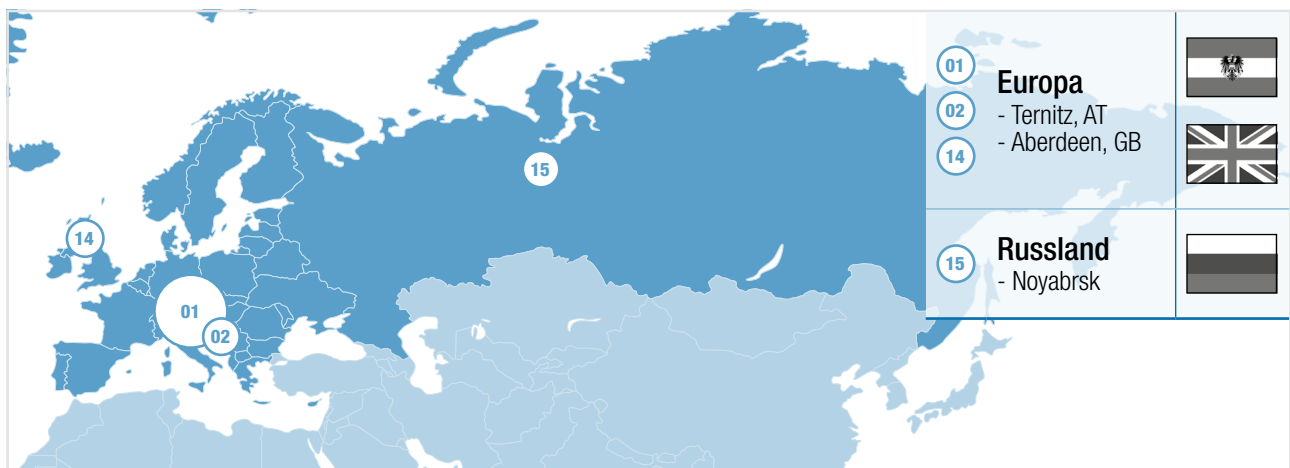 01
Europa
02
- Ternitz, AT
- Aberdeen, GB
14
15
Russland
- Noyabrsk
15
14
01
02